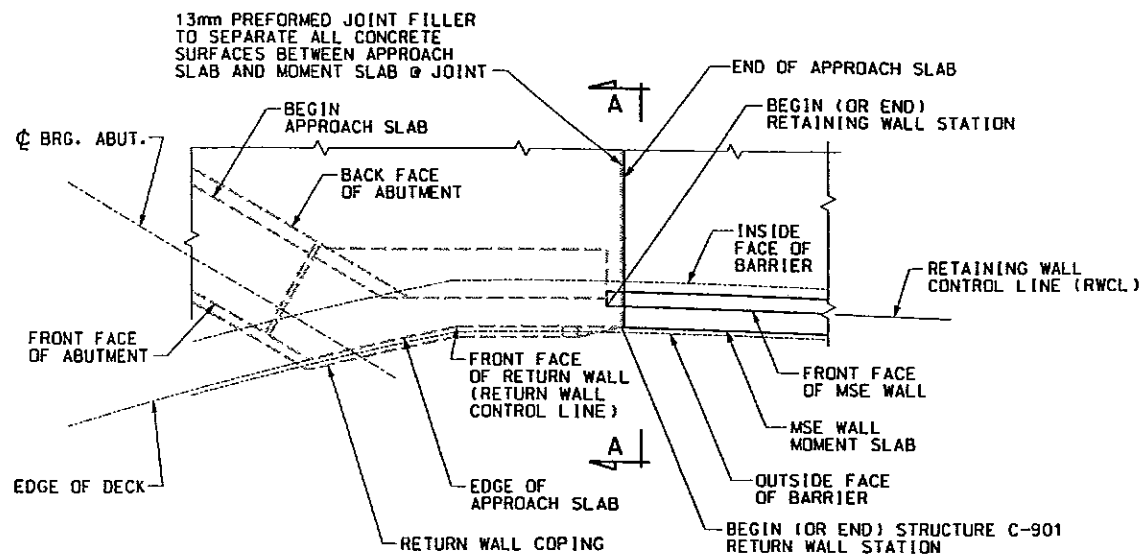 13mm PREFORMED JOINT FILLER
TO SEPARATE ALL CONCRETE
SURFACES BETWEEN APPROACH
SLAB AND MOMENT SLAB @ JOINT
A
END OF APPROACH SLAB
BEGIN
APPROACH SLAB
BEGIN (OR END)
RETAINING WALL STATION
℄ BRG. ABUT.
BACK FACE
OF ABUTMENT
INSIDE
FACE OF
BARRIER
RETAINING WALL
CONTROL LINE (RWCL)
FRONT FACE
OF ABUTMENT
FRONT FACE
OF RETURN WALL
(RETURN WALL
CONTROL LINE)
FRONT FACE
OF MSE WALL
MSE WALL
MOMENT SLAB
A
EDGE OF DECK
EDGE OF
APPROACH SLAB
OUTSIDE FACE
OF BARRIER
RETURN WALL COPING
BEGIN (OR END) STRUCTURE C-901
RETURN WALL STATION